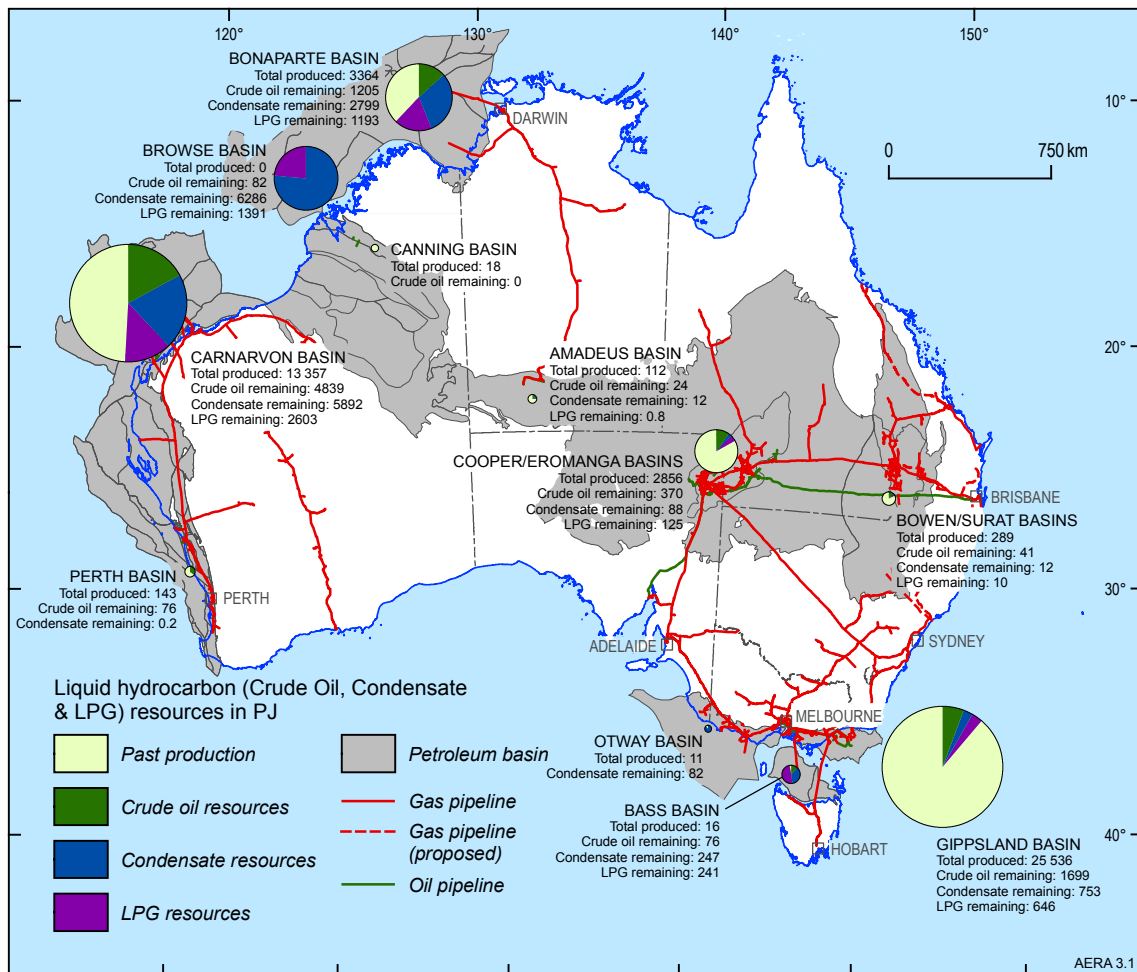 120°
130°
140°
150°
10°
20°
30°
40°
BONAPARTE BASIN
Total produced: 3364
Crude oil remaining: 1205
Condensate remaining: 2799
LPG remaining: 1193
DARWIN
0
750 km
BROWSE BASIN
Total produced: 0
Crude oil remaining: 82
Condensate remaining: 6286
LPG remaining: 1391
CANNING BASIN
Total produced: 18
Crude oil remaining: 0
CARNARVON BASIN
Total produced: 13 357
Crude oil remaining: 4839
Condensate remaining: 5892
LPG remaining: 2603
AMADEUS BASIN
Total produced: 112
Crude oil remaining: 24
Condensate remaining: 12
LPG remaining: 0.8
COOPER/EROMANGA BASINS
Total produced: 2856
Crude oil remaining: 370
Condensate remaining: 88
LPG remaining: 125
BRISBANE
BOWEN/SURAT BASINS
Total produced: 289
Crude oil remaining: 41
Condensate remaining: 12
LPG remaining: 10
PERTH BASIN
Total produced: 143
Crude oil remaining: 76
Condensate remaining: 0.2
PERTH
ADELAIDE
SYDNEY
MELBOURNE
OTWAY BASIN
Total produced: 11
Condensate remaining: 82
BASS BASIN
Total produced: 16
Crude oil remaining: 76
Condensate remaining: 247
LPG remaining: 241
HOBART
GIPPSLAND BASIN
Total produced: 25 536
Crude oil remaining: 1699
Condensate remaining: 753
LPG remaining: 646
Liquid hydrocarbon (Crude Oil, Condensate
& LPG) resources in PJ
Past production
Crude oil resources
Condensate resources
LPG resources
Petroleum basin
Gas pipeline
Gas pipeline
(proposed)
Oil pipeline
AERA 3.1